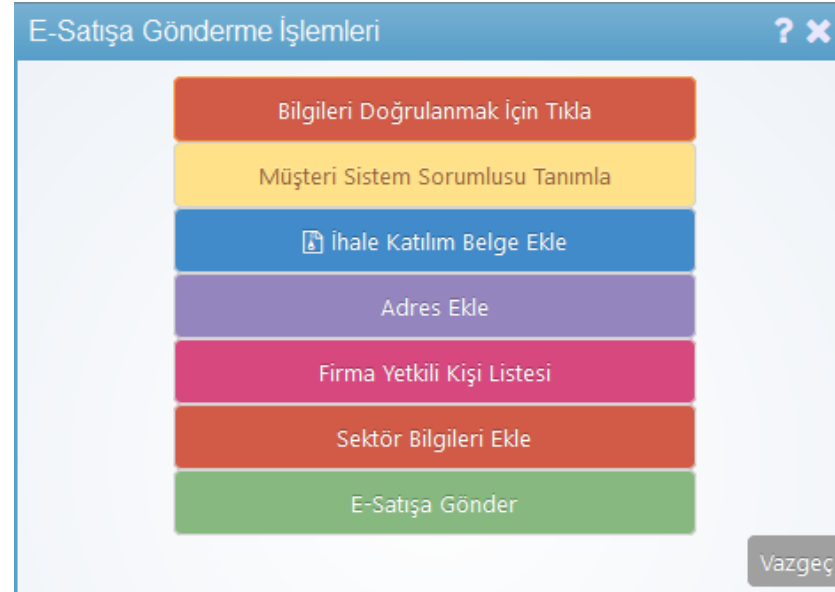 E-Satışa Gönderme İşlemleri ?
Bilgileri Doğrulanmak İçin Tıkla
Müşteri Sistem Sorumlusu Tanımla
İhale Katılım Belge Ekle
Adres Ekle
Firma Yetkili Kişi Listesi
Sektör Bilgileri Ekle
E-Satışa Gönder
Vazgeç